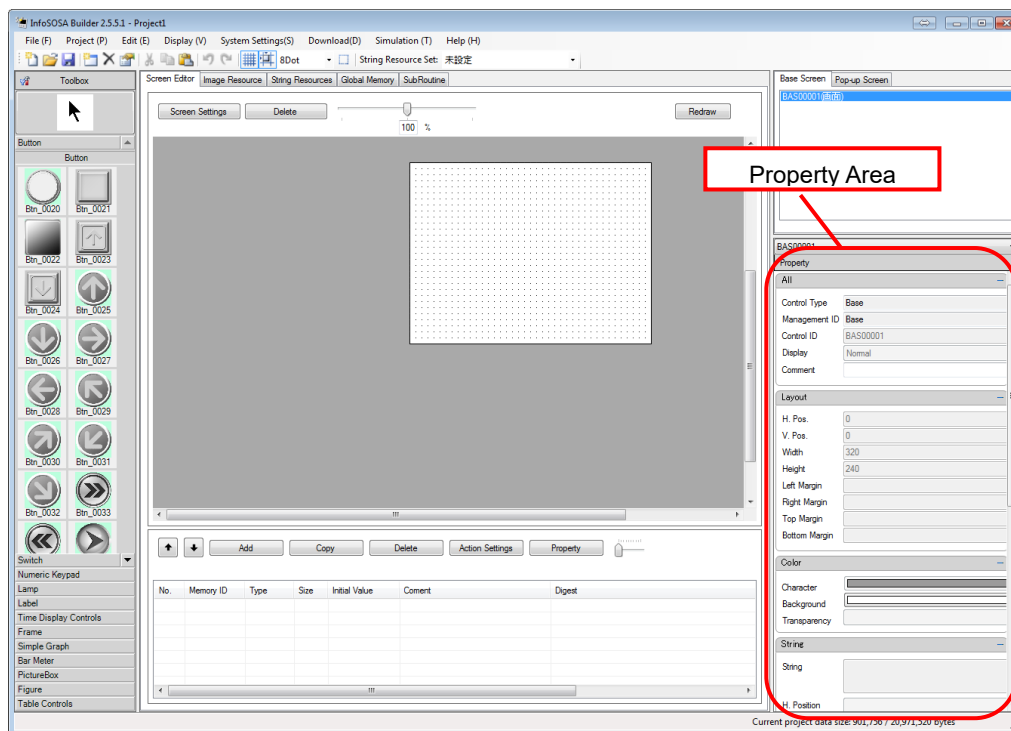 InfoSOSA Builder 2.5.5.1 - Project1
File (F) Project (P) Edit (E) Display (V) System Settings(S) Download(D) Simulation (T) Help (H)
8Dot String Resource Set: 未設定
Toolbox
Button
Button
Btn_0020 Btn_0021
Btn_0022 Btn_0023
Btn_0024 Btn_0025
Btn_0026 Btn_0027
Btn_0028 Btn_0029
Btn_0030 Btn_0031
Btn_0032 Btn_0033
Switch
Numeric Keypad
Lamp
Label
Time Display Controls
Frame
Simple Graph
Bar Meter
PictureBox
Figure
Table Controls
Screen Editor Image Resource String Resources Global Memory SubRoutine
Screen Settings Delete 100 % Redraw
Add Copy Delete Action Settings Property
No. Memory ID Type Size Initial Value Coment Digest
Base Screen Pop-up Screen
BAS00001(画面)
Property Area
BAS00001
Property
All
Control Type Base
Management ID Base
Control ID BAS00001
Display Normal
Comment
Layout
H. Pos. 0
V. Pos. 0
Width 320
Height 240
Left Margin
Right Margin
Top Margin
Bottom Margin
Color
Character
Background
Transparency
String
String
H. Position
Current project data size: 901,756 / 20,971,520 bytes